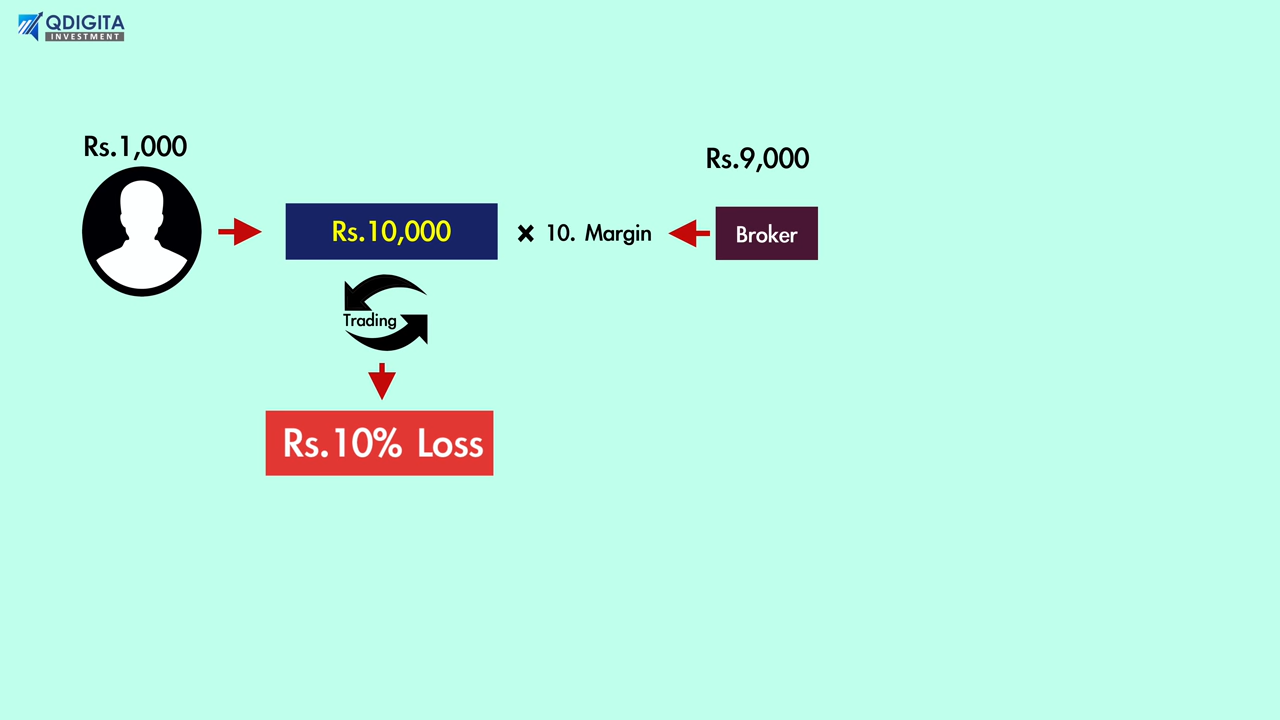 QDIGITA
INVESTMENT
Rs.1,000
Rs.9,000
Rs.10,000
× 10. Margin
Broker
Trading
Rs.10% Loss